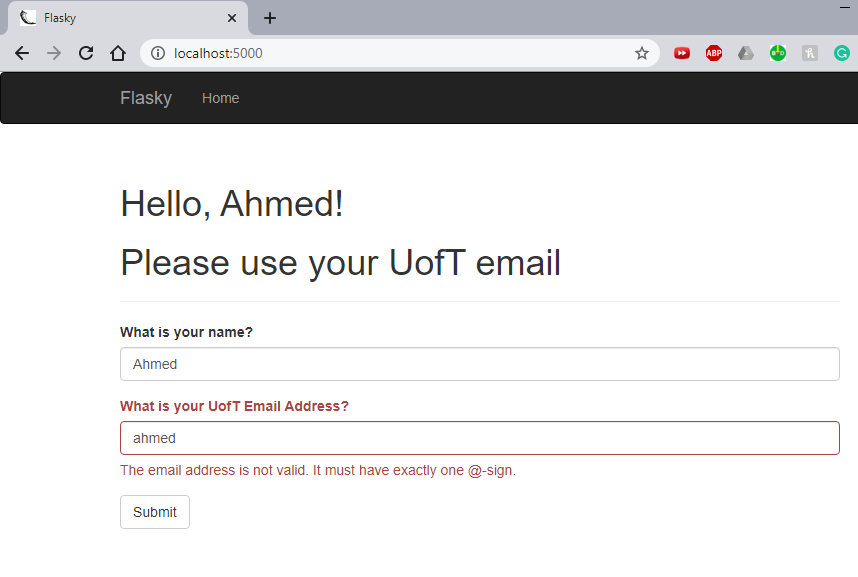 Flasky
localhost:5000
ABP
Flasky Home
Hello, Ahmed!
Please use your UofT email
What is your name?
Ahmed
What is your UofT Email Address?
ahmed
The email address is not valid. It must have exactly one @-sign.
Submit